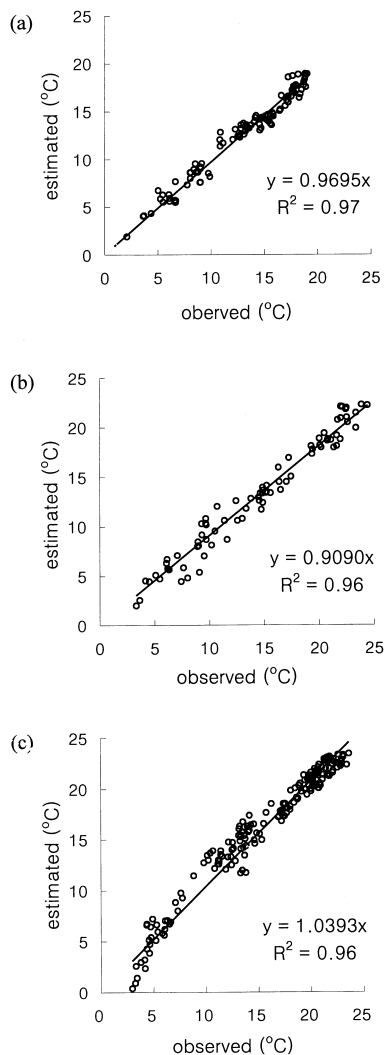 (a)
estimated (°C)
25
20
15
10
5
0
y = 0.9695x
R² = 0.97
0 5 10 15 20 25
oberved (°C)
(b)
estimated (°C)
25
20
15
10
5
0
y = 0.9090x
R² = 0.96
0 5 10 15 20 25
observed (°C)
(c)
estimated (°C)
25
20
15
10
5
0
y = 1.0393x
R² = 0.96
0 5 10 15 20 25
observed (°C)